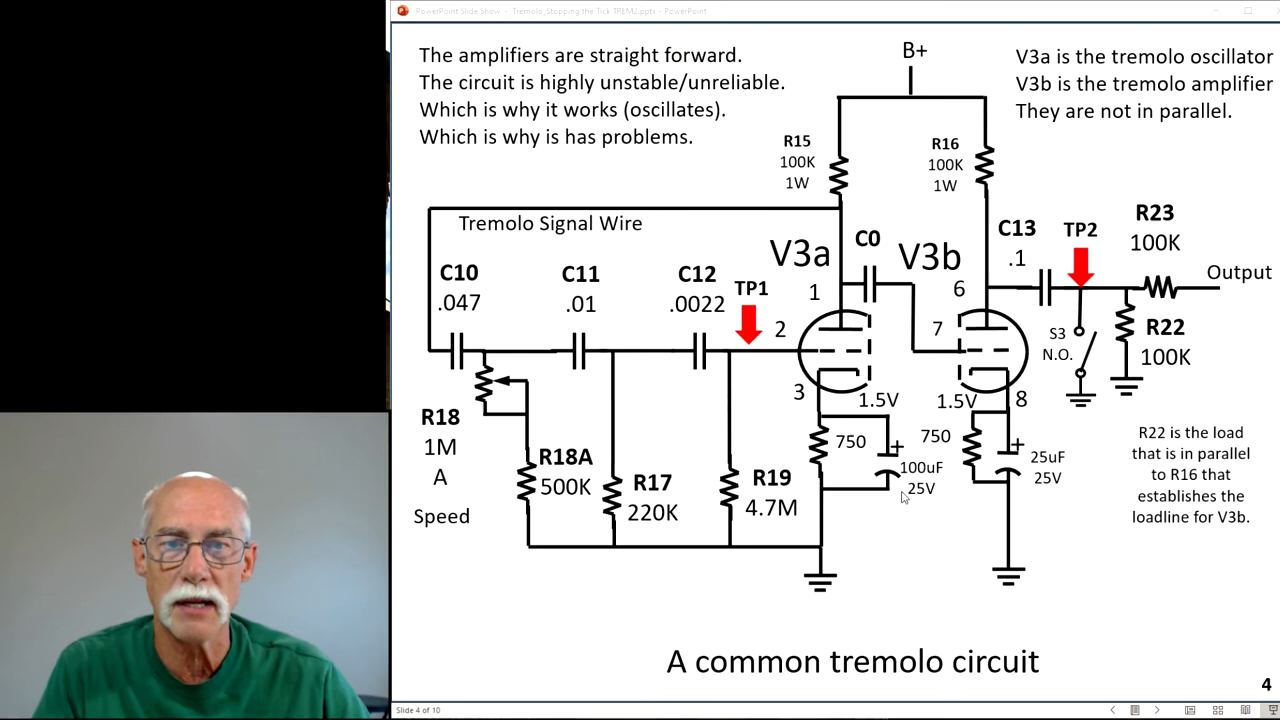 PowerPoint Slide Show - Tremolo_Stopping the Tick TREM2.pptx - PowerPoint
The amplifiers are straight forward.
The circuit is highly unstable/unreliable.
Which is why it works (oscillates).
Which is why is has problems.
B+
V3a is the tremolo oscillator
V3b is the tremolo amplifier
They are not in parallel.
R15
100K
1W
R16
100K
1W
Tremolo Signal Wire
C10
.047
C11
.01
C12
.0022
TP1
V3a
C0
V3b
C13
.1
TP2
R23
100K
Output
1
2
3
6
7
8
1.5V
1.5V
S3
N.O.
R22
100K
R18
1M
A
Speed
R18A
500K
R17
220K
R19
4.7M
750
+
100uF
25V
750
+
25uF
25V
R22 is the load
that is in parallel
to R16 that
establishes the
loadline for V3b.
A common tremolo circuit
4
Slide 4 of 10